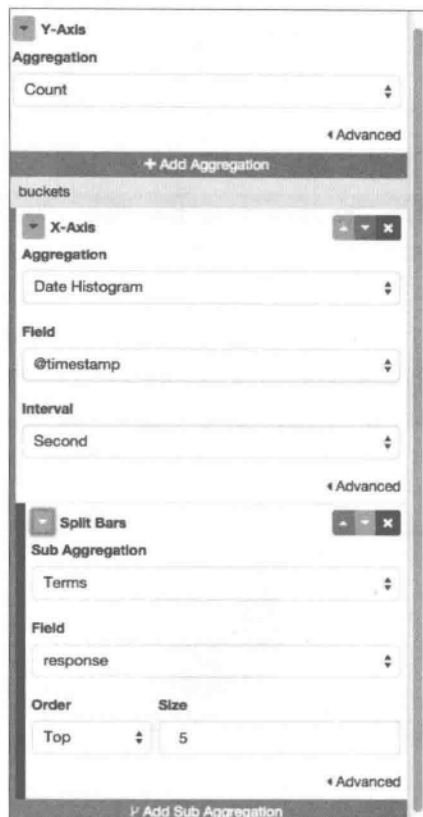 Y-Axis
Aggregation
Count
Advanced
+ Add Aggregation
buckets
X-Axis
Aggregation
Date Histogram
Field
@timestamp
Interval
Second
Advanced
Split Bars
Sub Aggregation
Terms
Field
response
Order Size
Top 5
Advanced
Add Sub Aggregation